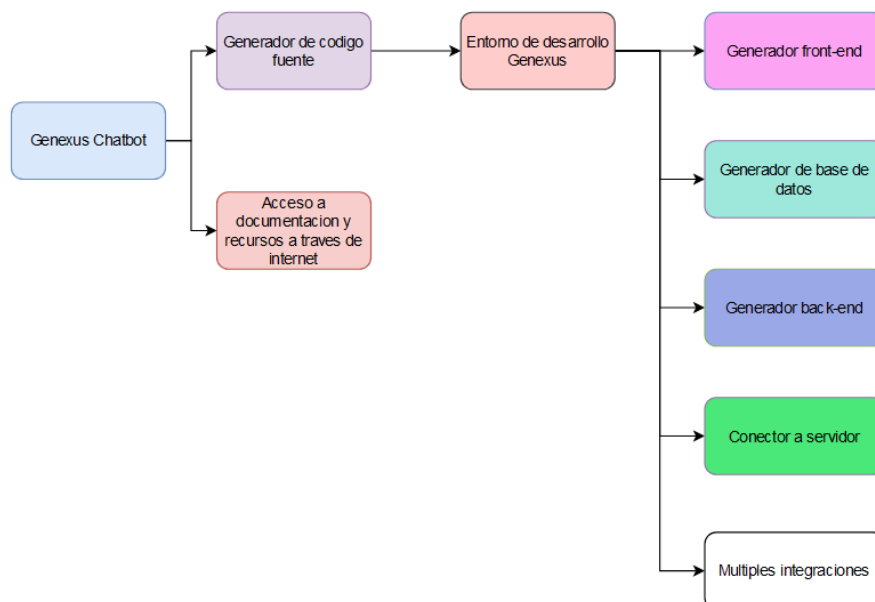 Generador de codigo
fuente
Entorno de desarrollo
Genexus
Generador front-end
Genexus Chatbot
Generador de base de
datos
Acceso a
documentacion y
recursos a traves de
internet
Generador back-end
Conector a servidor
Multiples integraciones